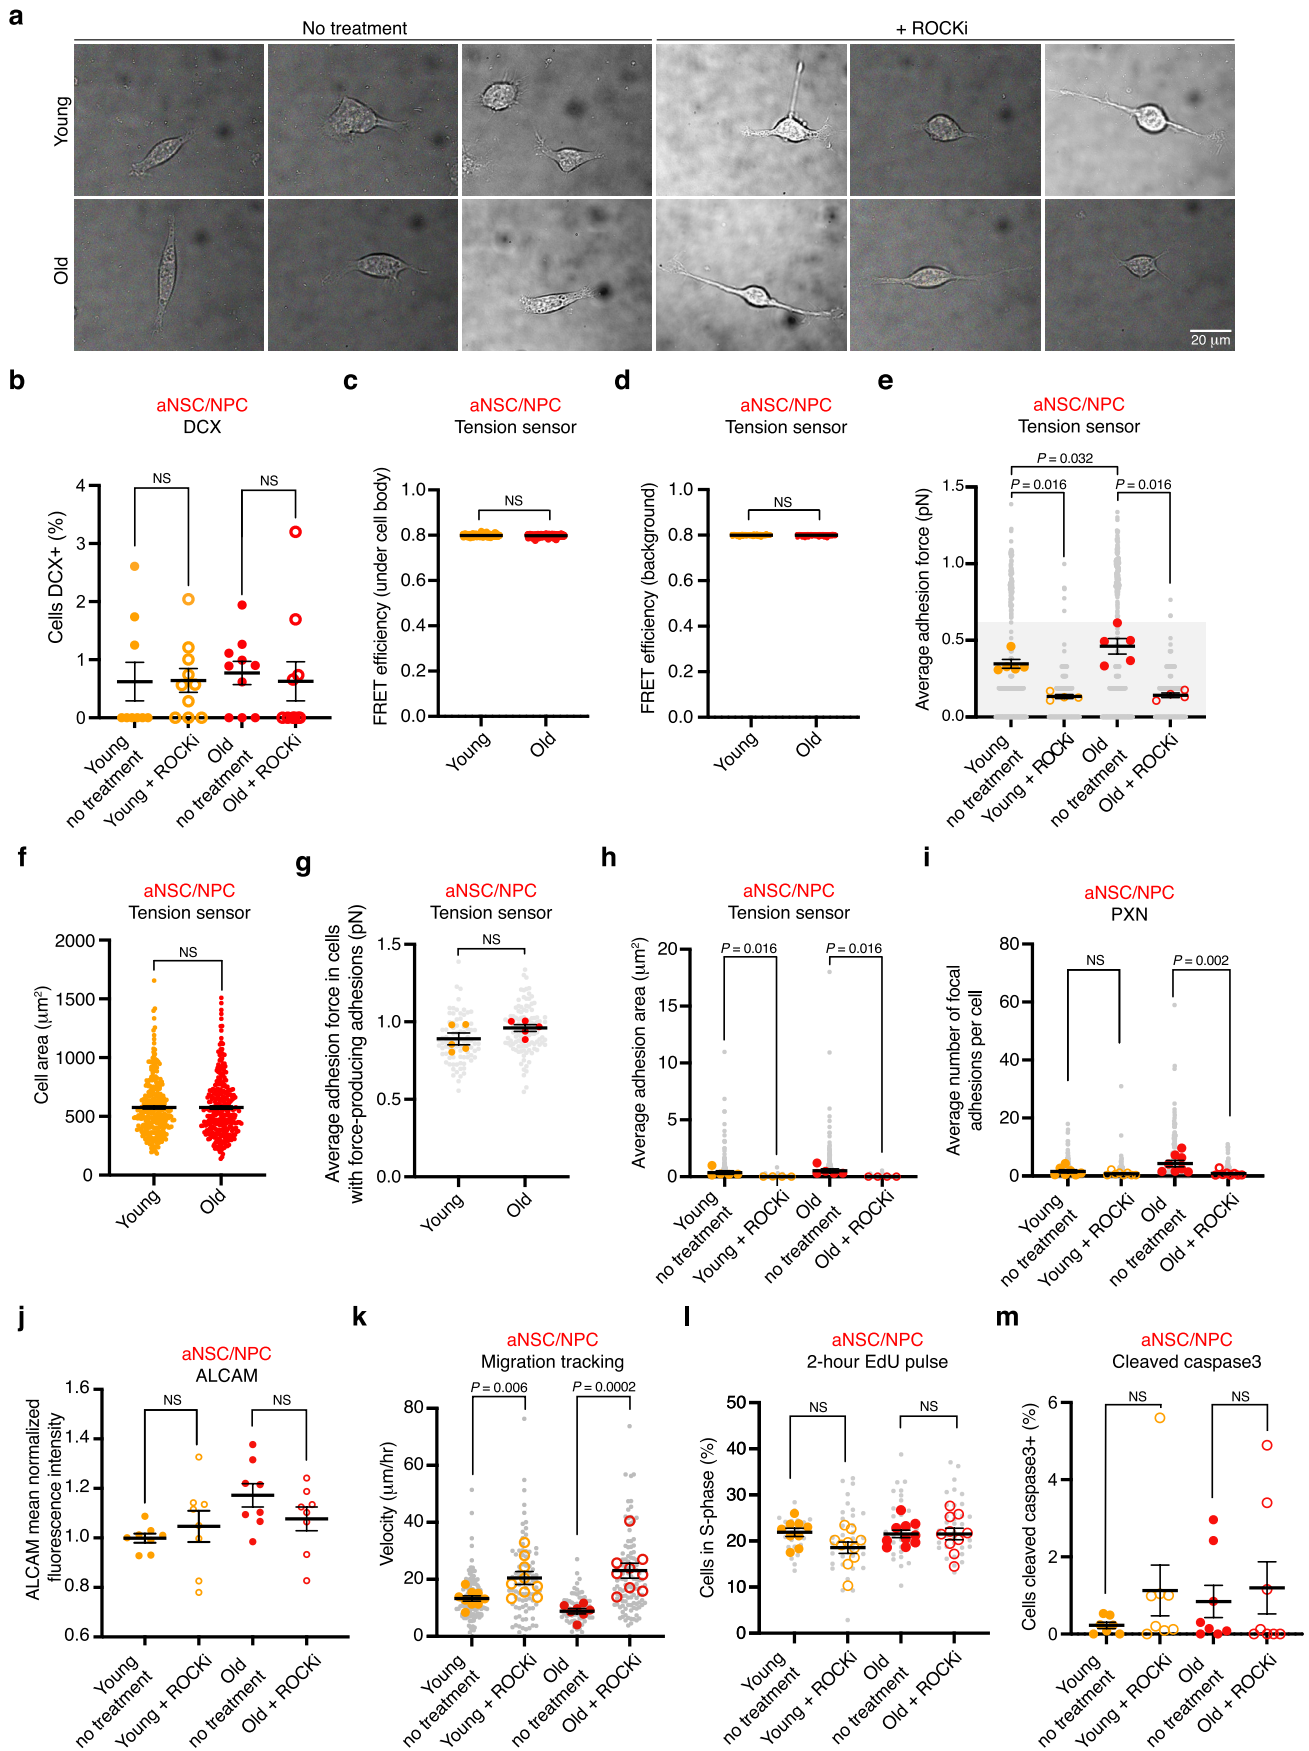 a
No treatment
+ ROCKi
Young
Old
20 μm
b
aNSC/NPC
DCX
Cells DCX+ (%)
4
3
2
1
0
NS
NS
Young
no treatment
Young + ROCKi
Old
no treatment
Old + ROCKi
c
aNSC/NPC
Tension sensor
FRET efficiency (under cell body)
1.0
0.8
0.6
0.4
0.2
0.0
NS
Young
Old
d
aNSC/NPC
Tension sensor
FRET efficiency (background)
1.0
0.8
0.6
0.4
0.2
0.0
NS
Young
Old
e
aNSC/NPC
Tension sensor
Average adhesion force (pN)
1.5
1.0
0.5
0.0
P = 0.032
P = 0.016
P = 0.016
Young
no treatment
Young + ROCKi
Old
no treatment
Old + ROCKi
f
aNSC/NPC
Tension sensor
Cell area (μm²)
2000
1500
1000
500
0
NS
Young
Old
g
aNSC/NPC
Tension sensor
Average adhesion force in cells
with force-producing adhesions (pN)
1.5
1.0
0.5
0.0
NS
Young
Old
h
aNSC/NPC
Tension sensor
Average adhesion area (μm²)
20
15
10
5
0
P = 0.016
P = 0.016
Young
no treatment
Young + ROCKi
Old
no treatment
Old + ROCKi
i
aNSC/NPC
PXN
Average number of focal
adhesions per cell
80
60
40
20
0
NS
P = 0.002
Young
no treatment
Young + ROCKi
Old
no treatment
Old + ROCKi
j
aNSC/NPC
ALCAM
ALCAM mean normalized
fluorescence intensity
1.6
1.4
1.2
1.0
0.8
0.6
NS
NS
Young
no treatment
Young + ROCKi
Old
no treatment
Old + ROCKi
k
aNSC/NPC
Migration tracking
Velocity (μm/hr)
80
60
40
20
0
P = 0.006
P = 0.0002
Young
no treatment
Young + ROCKi
Old
no treatment
Old + ROCKi
l
aNSC/NPC
2-hour EdU pulse
Cells in S-phase (%)
50
40
30
20
10
0
NS
NS
Young
no treatment
Young + ROCKi
Old
no treatment
Old + ROCKi
m
aNSC/NPC
Cleaved caspase3
Cells cleaved caspase3+ (%)
6
4
2
0
NS
NS
Young
no treatment
Young + ROCKi
Old
no treatment
Old + ROCKi